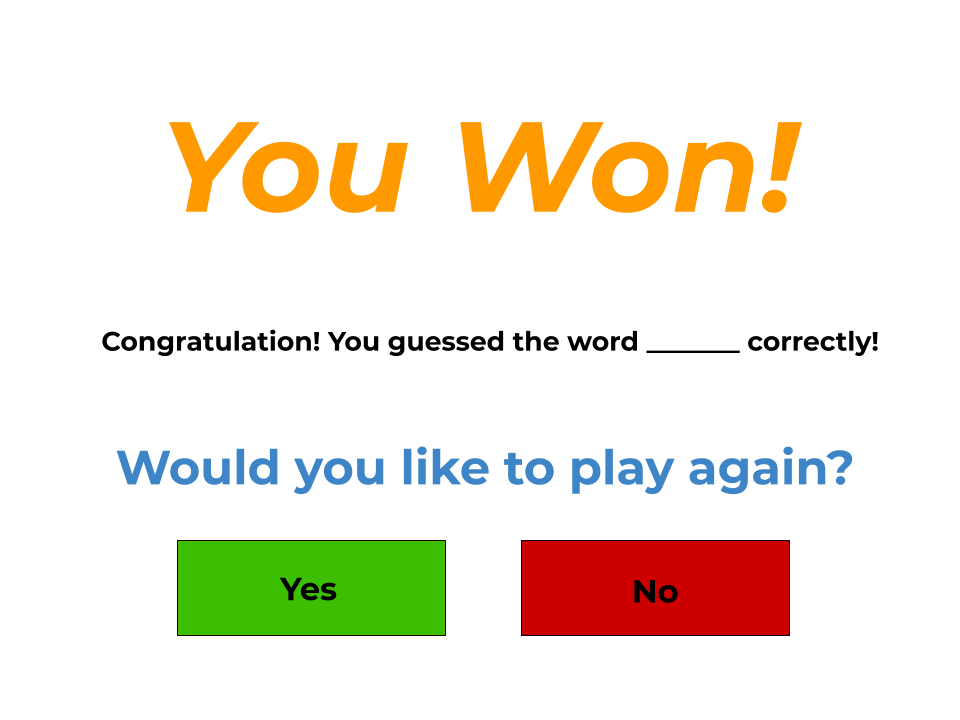 You Won!
Congratulation! You guessed the word _______ correctly!
Would you like to play again?
Yes
No